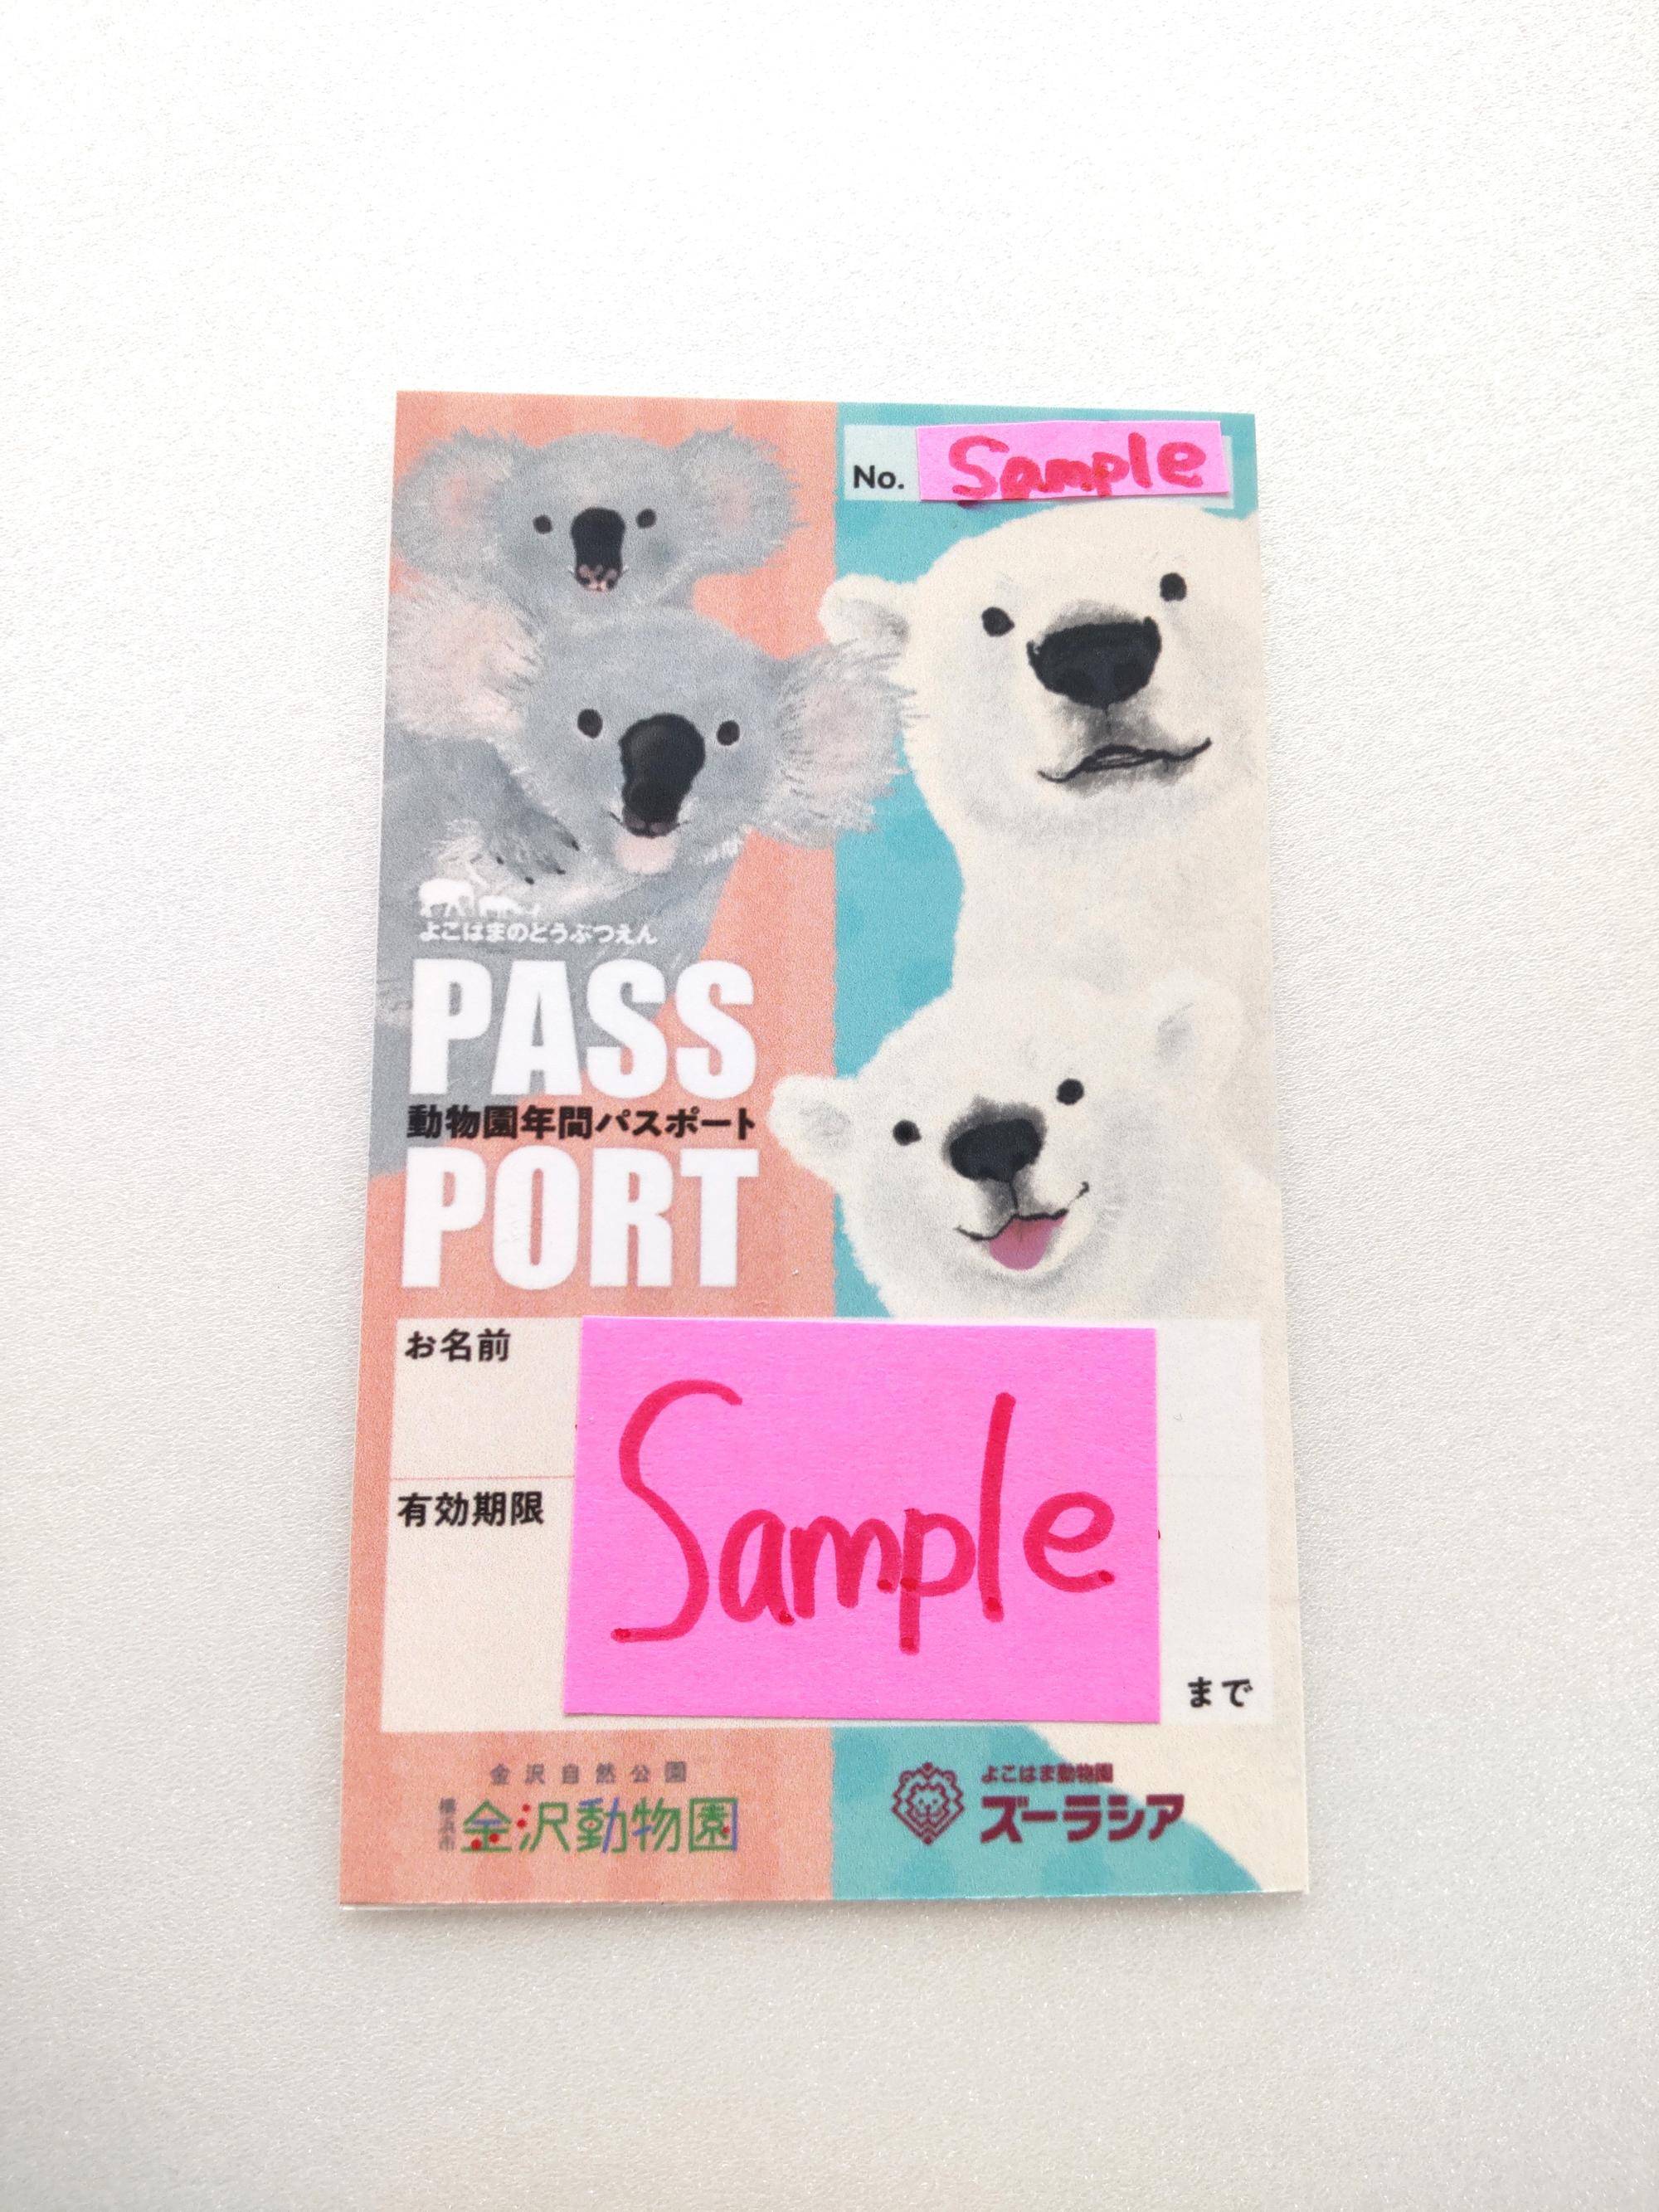 No. Sample
よこはまのどうぶつえん
PASS
動物園年間パスポート
PORT
お名前
Sample
有効期限
まで
金沢自然公園
横浜市 金沢動物園
よこはま動物園
ズーラシア